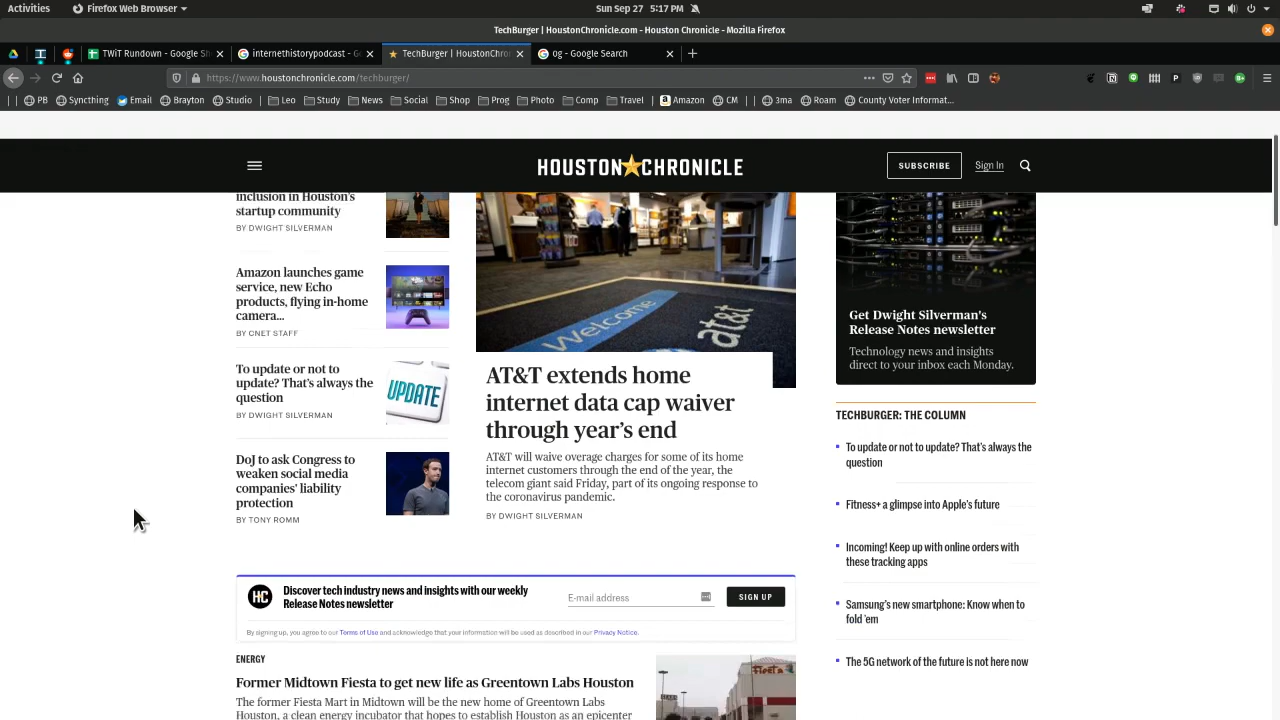 Activities
Firefox Web Browser
Sun Sep 27 5:17 PM
TechBurger | HoustonChronicle.com - Houston Chronicle - Mozilla Firefox
TWiT Rundown - Google Sh
internethistorypodcast - Go
TechBurger | HoustonChron
0g - Google Search
https://www.houstonchronicle.com/techburger/
PB
Syncthing
Email
Brayton
Studio
Leo
Study
News
Social
Shop
Prog
Photo
Comp
Travel
Amazon
CM
3ma
Roam
County Voter Informat...
HOUSTON CHRONICLE
SUBSCRIBE
Sign In
inclusion in Houston's
startup community
BY DWIGHT SILVERMAN
Amazon launches game
service, new Echo
products, flying in-home
camera...
BY CNET STAFF
To update or not to
update? That's always the
question
BY DWIGHT SILVERMAN
UPDATE
DoJ to ask Congress to
weaken social media
companies' liability
protection
BY TONY ROMM
Welcome
at&t
AT&T extends home
internet data cap waiver
through year's end
AT&T will waive overage charges for some of its home
internet customers through the end of the year, the
telecom giant said Friday, part of its ongoing response to
the coronavirus pandemic.
BY DWIGHT SILVERMAN
Get Dwight Silverman's
Release Notes newsletter
Technology news and insights
direct to your inbox each Monday.
TECHBURGER: THE COLUMN
To update or not to update? That's always the
question
Fitness+ a glimpse into Apple's future
Incoming! Keep up with online orders with
these tracking apps
Samsung's new smartphone: Know when to
fold 'em
The 5G network of the future is not here now
HC
Discover tech industry news and insights with our weekly
Release Notes newsletter
E-mail address
SIGN UP
By signing up, you agree to our Terms of Use and acknowledge that your information will be used as described in our Privacy Notice.
ENERGY
Former Midtown Fiesta to get new life as Greentown Labs Houston
The former Fiesta Mart in Midtown will be the new home of Greentown Labs
Houston, a clean energy incubator that hopes to establish Houston as an epicenter
Fiesta